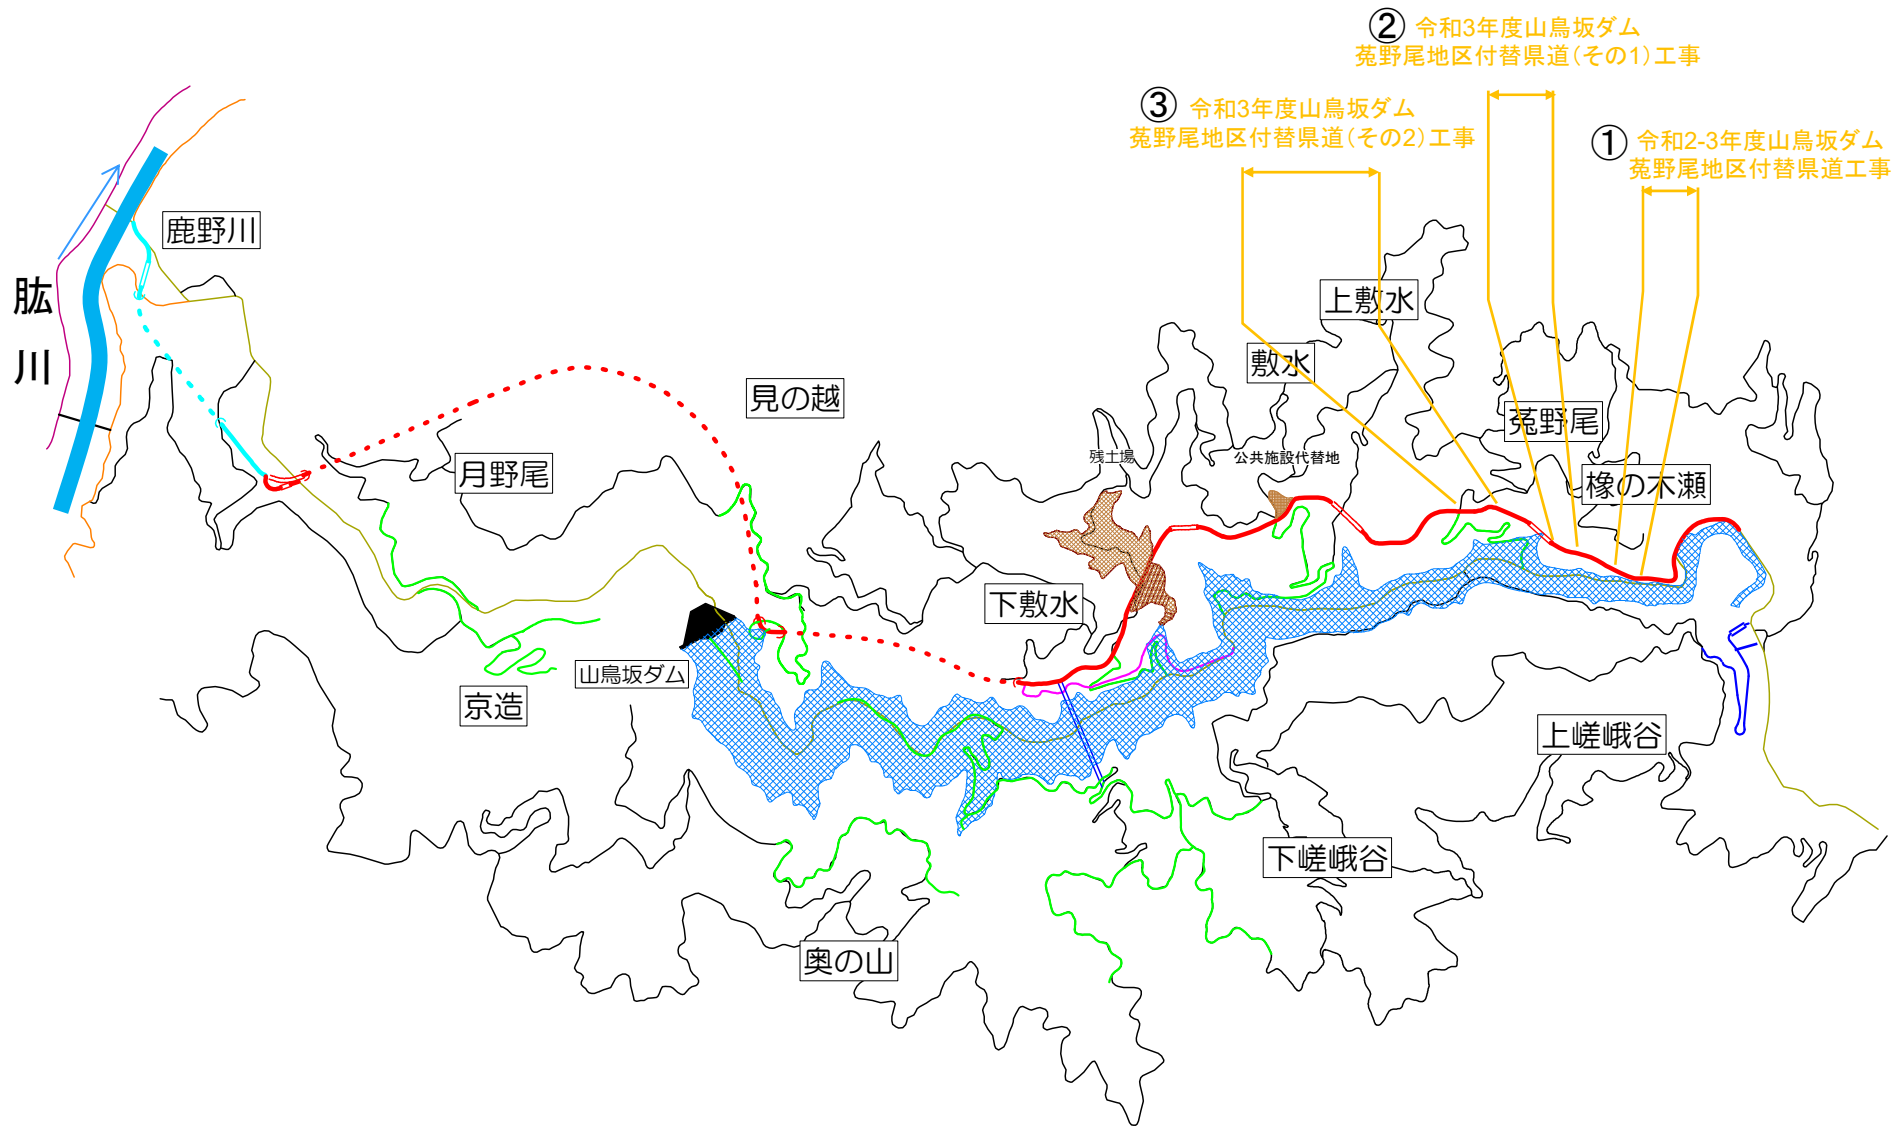 ② 令和3年度山鳥坂ダム
菟野尾地区付替県道(その1)工事
③ 令和3年度山鳥坂ダム
菟野尾地区付替県道(その2)工事
① 令和2-3年度山鳥坂ダム
菟野尾地区付替県道工事
鹿野川
肱川
上敷水
敷水
見の越
菟野尾
月野尾
残土場
公共施設代替地
橡の木瀬
下敷水
山鳥坂ダム
京造
上嵯峨谷
下嵯峨谷
奥の山